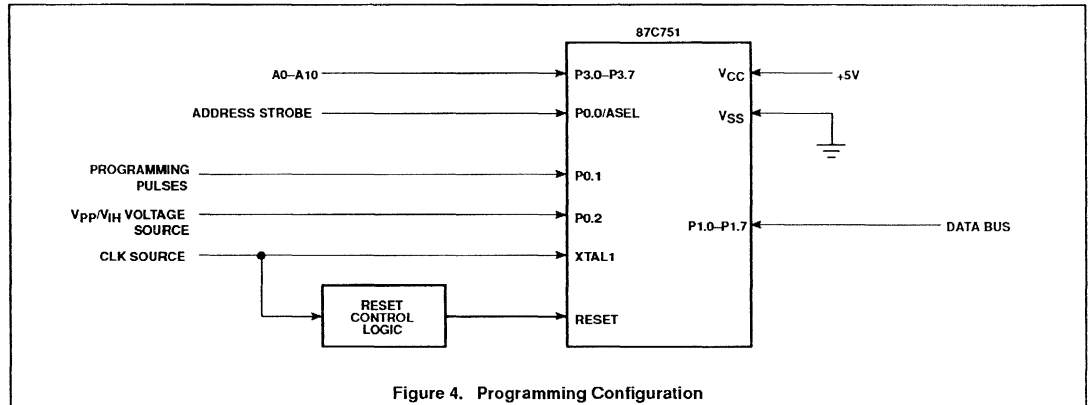 87C751
A0–A10
P3.0–P3.7
VCC
+5V
ADDRESS STROBE
P0.0/ASEL
VSS
PROGRAMMING
PULSES
P0.1
VPP/VIH VOLTAGE
SOURCE
P0.2
P1.0–P1.7
DATA BUS
CLK SOURCE
XTAL1
RESET
CONTROL
LOGIC
RESET
Figure 4. Programming Configuration